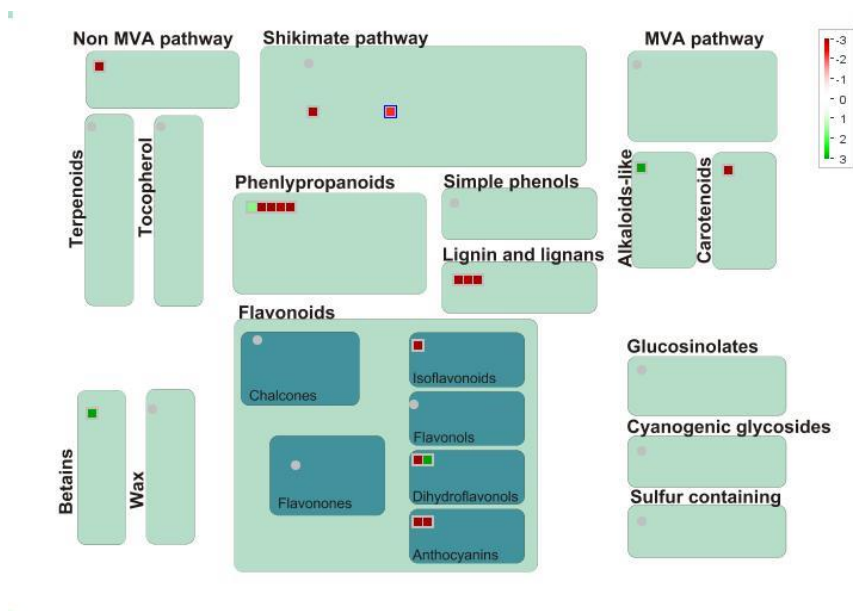 Non MVA pathway
Shikimate pathway
MVA pathway
-3
-2
-1
0
1
2
3
Terpenoids
Tocopherol
Phenlypropanoids
Simple phenols
Alkaloids-like
Carotenoids
Lignin and lignans
Flavonoids
Chalcones
Isoflavonoids
Flavonols
Flavonones
Dihydroflavonols
Anthocyanins
Glucosinolates
Cyanogenic glycosides
Sulfur containing
Betains
Wax